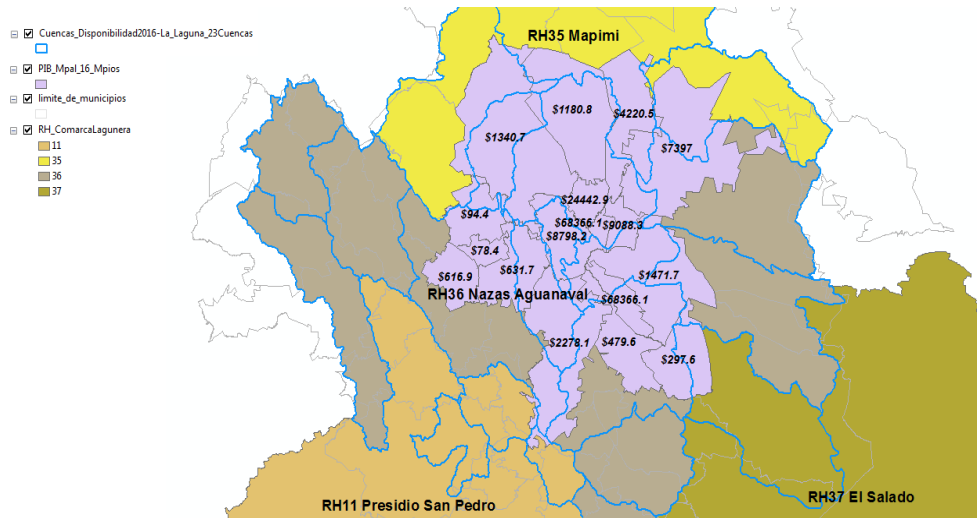 Cuencas_Disponibilidad2016-La_Laguna_23Cuencas
PIB_Mpal_16_Mpios
limite_de_municipios
RH_ComarcaLagunera
11
35
36
37
RH35 Mapimi
$1180.8
$4220.5
$1340.7
$7397
$24442.9
$94.4
$68366.1
$9088.3
$8798.2
$78.4
$616.9
$631.7
$1471.7
RH36 Nazas Aguanaval
$68366.1
$2278.1
$479.6
$297.6
RH11 Presidio San Pedro
RH37 El Salado